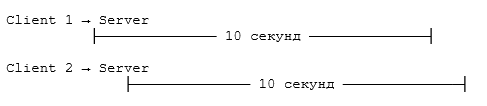 Client 1 → Server
10 секунд
Client 2 → Server
10 секунд